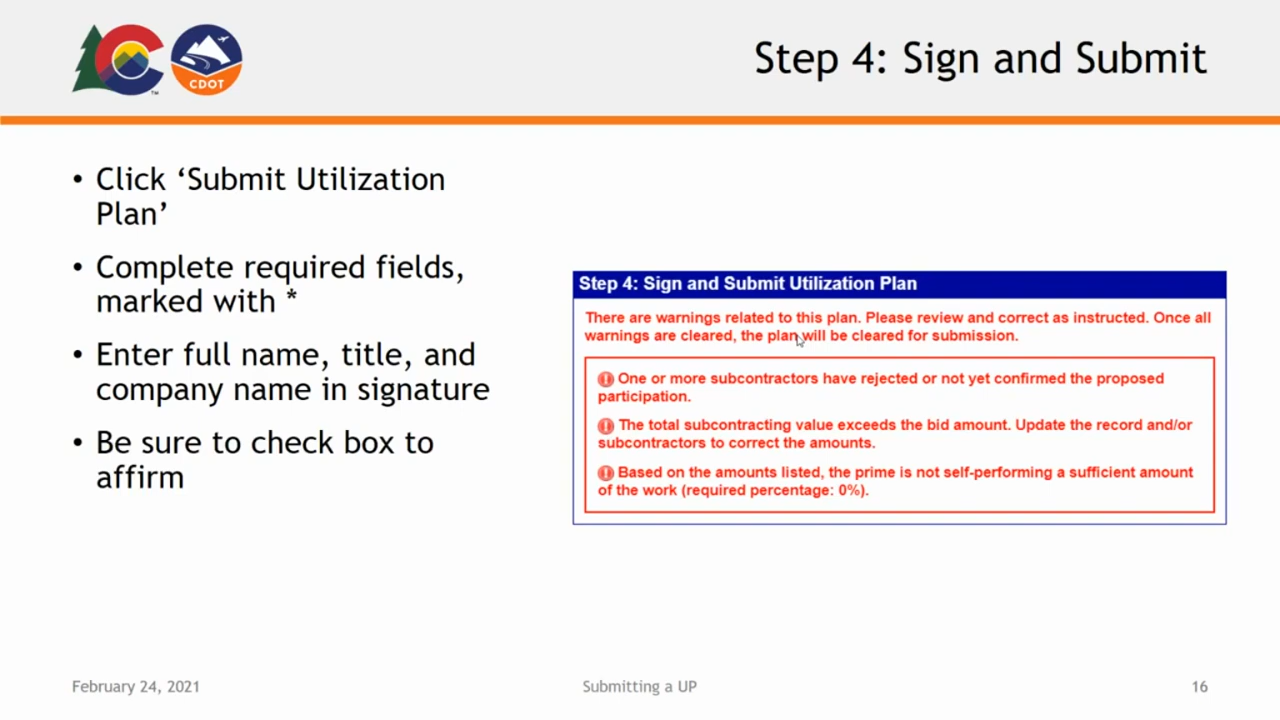 CDOT
TM
Step 4: Sign and Submit
• Click ‘Submit Utilization
Plan’
• Complete required fields,
marked with *
• Enter full name, title, and
company name in signature
• Be sure to check box to
affirm
Step 4: Sign and Submit Utilization Plan
There are warnings related to this plan. Please review and correct as instructed. Once all
warnings are cleared, the plan will be cleared for submission.
One or more subcontractors have rejected or not yet confirmed the proposed
participation.
The total subcontracting value exceeds the bid amount. Update the record and/or
subcontractors to correct the amounts.
Based on the amounts listed, the prime is not self-performing a sufficient amount
of the work (required percentage: 0%).
February 24, 2021
Submitting a UP
16